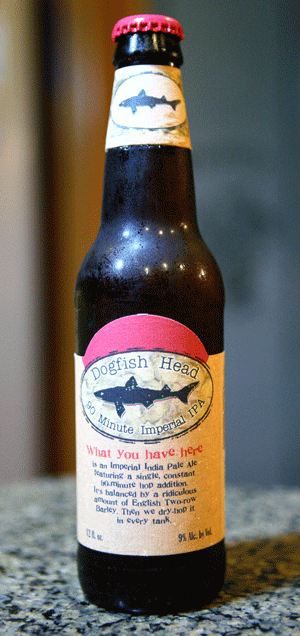 Dogfish Head
90 Minute Imperial IPA
What you have here
is an Imperial India Pale Ale
featuring a single, constant
90-minute hop addition.
It's balanced by a ridiculous
amount of English Two-row
Barley. Then we dry-hop it
in every tank.
12 fl. oz.
9% Alc. by Vol.